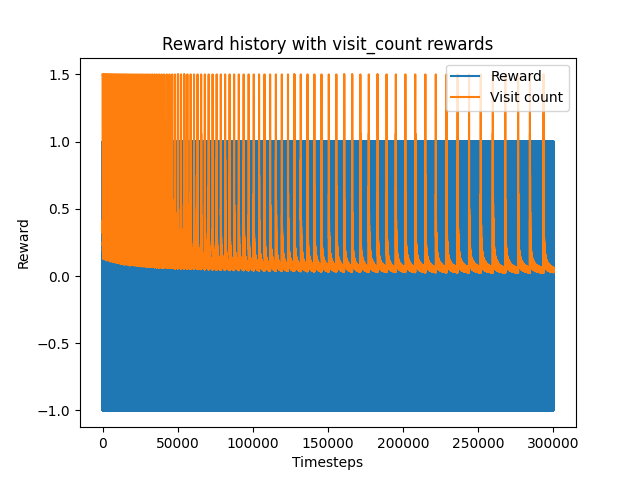 Reward history with visit_count rewards
Reward
Visit count
1.5
1.0
0.5
0.0
−0.5
−1.0
Reward
0
50000
100000
150000
200000
250000
300000
Timesteps